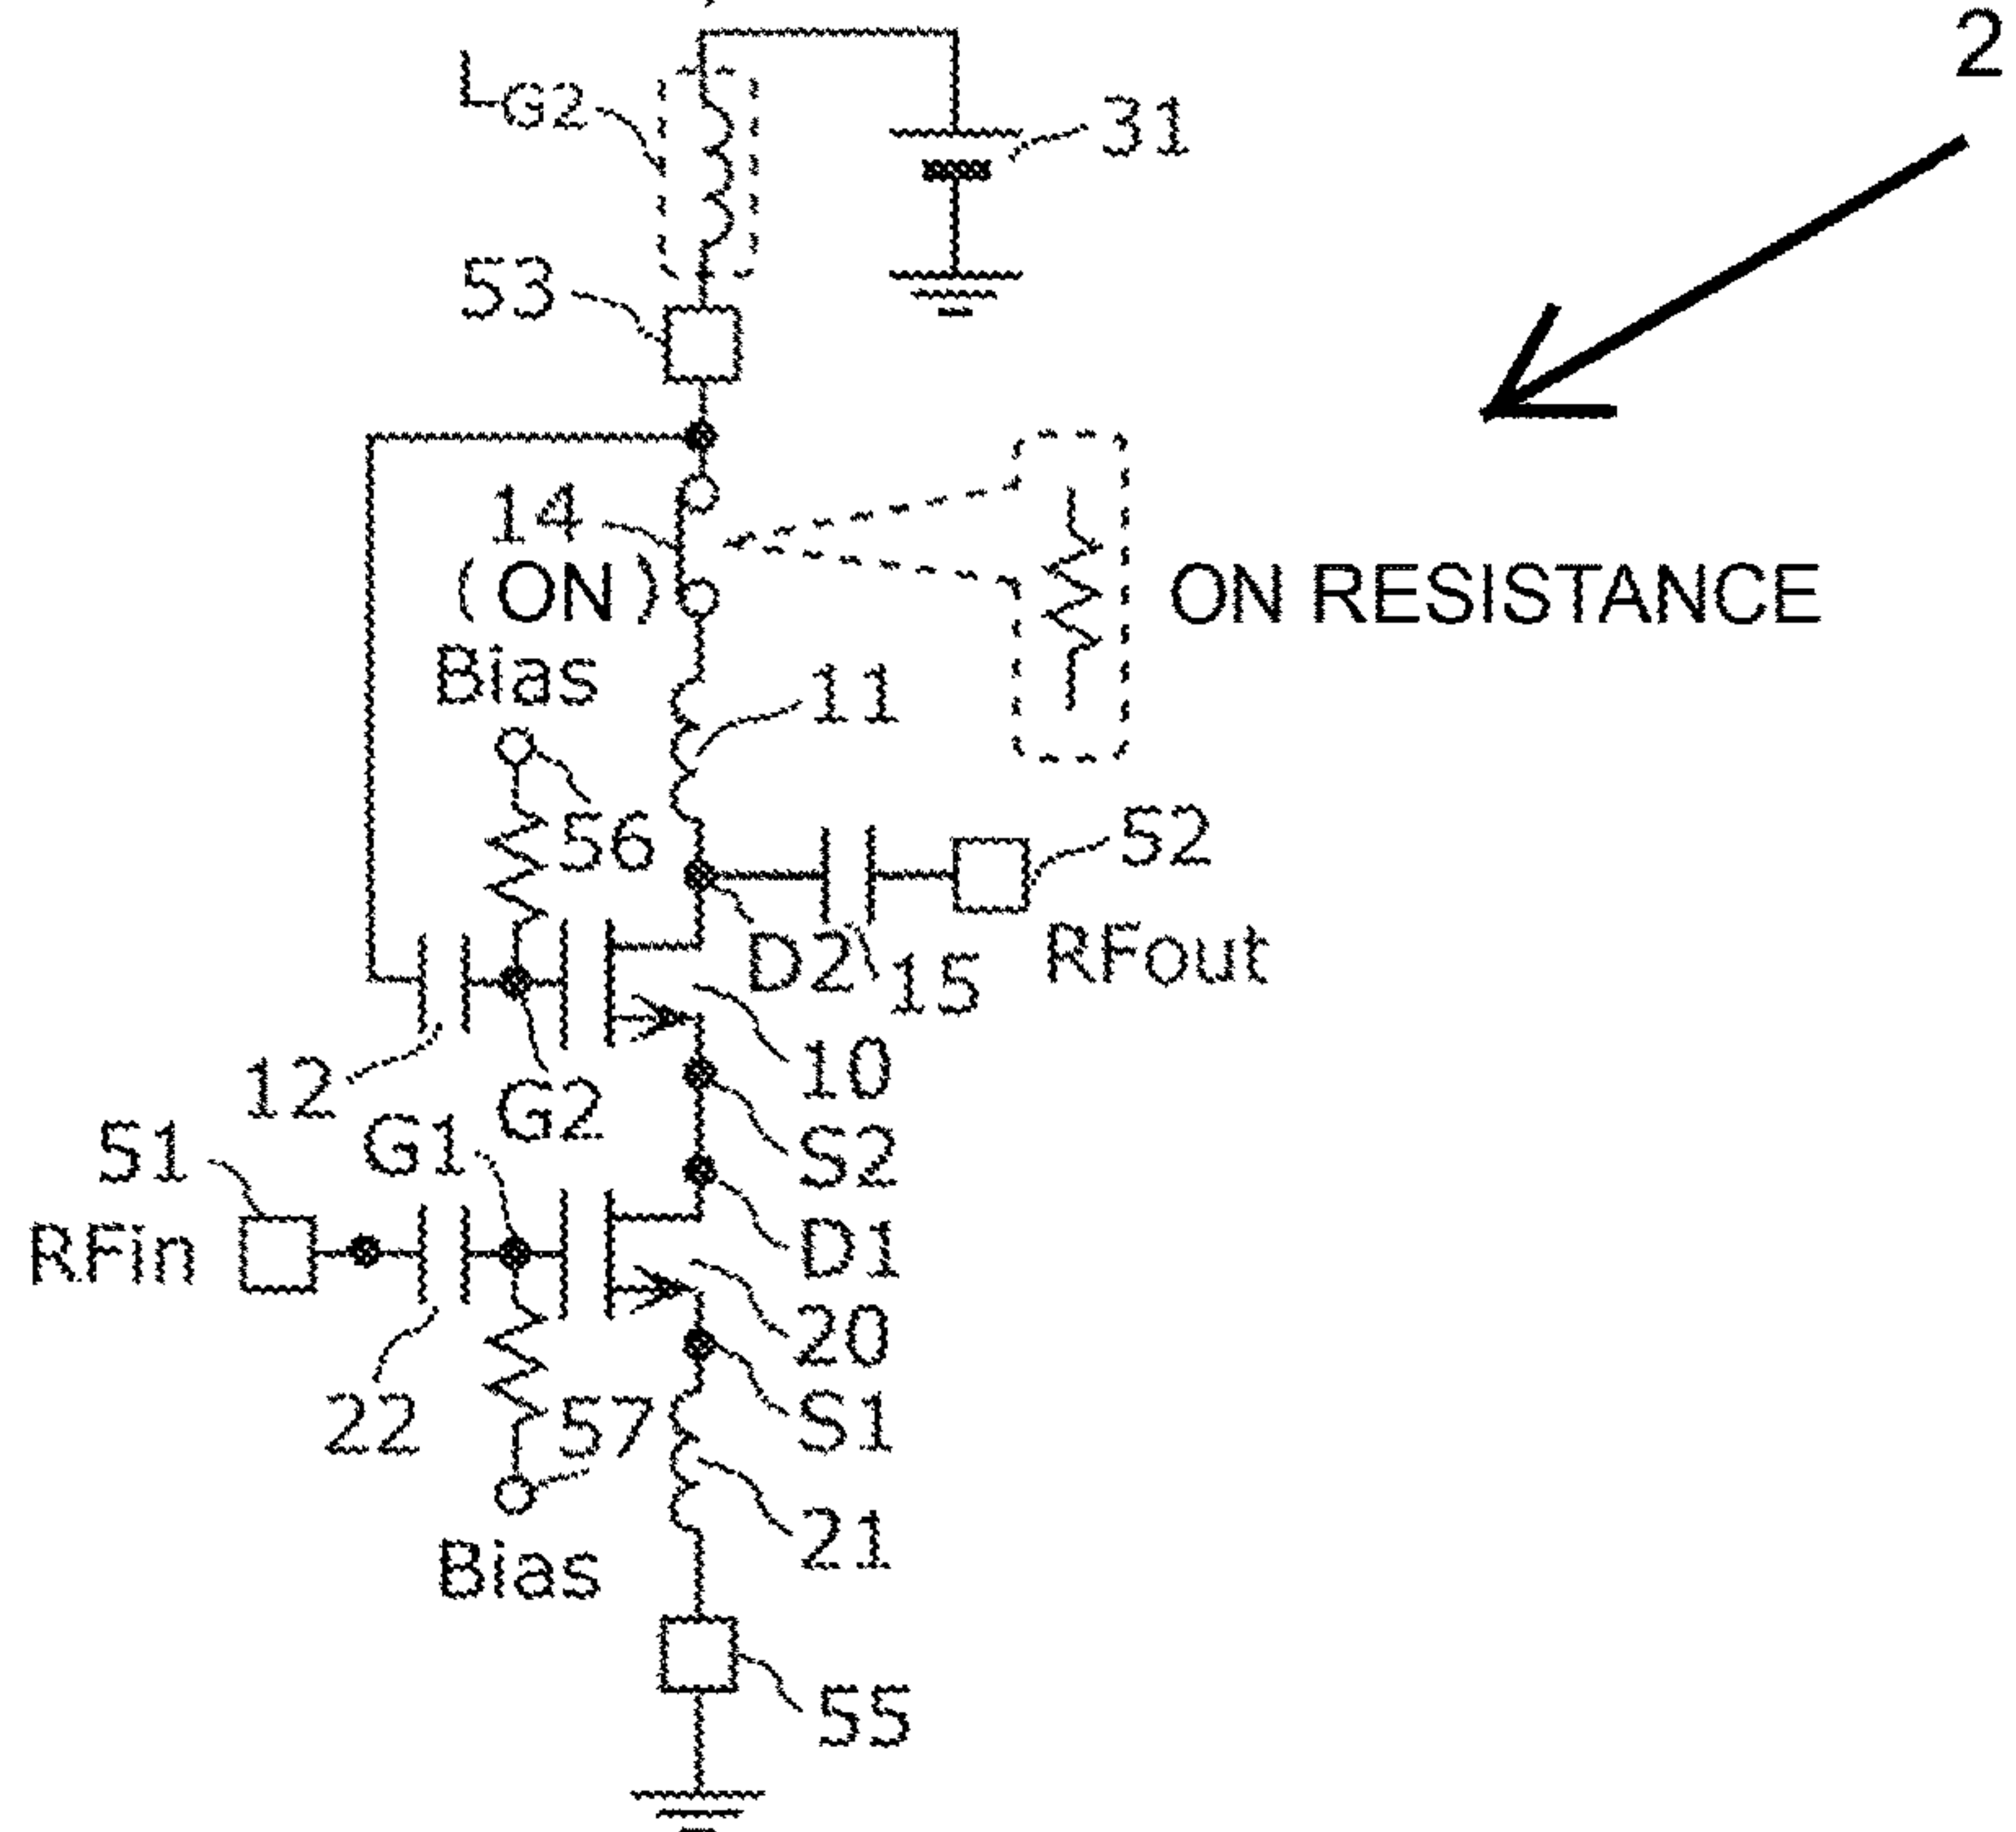 2
LG2
31
53
14
(ON)
ON RESISTANCE
Bias
11
56
52
D2
15
RFout
10
12
G2
S2
S1
G1
RFin
D1
20
22
57
S1
21
Bias
55